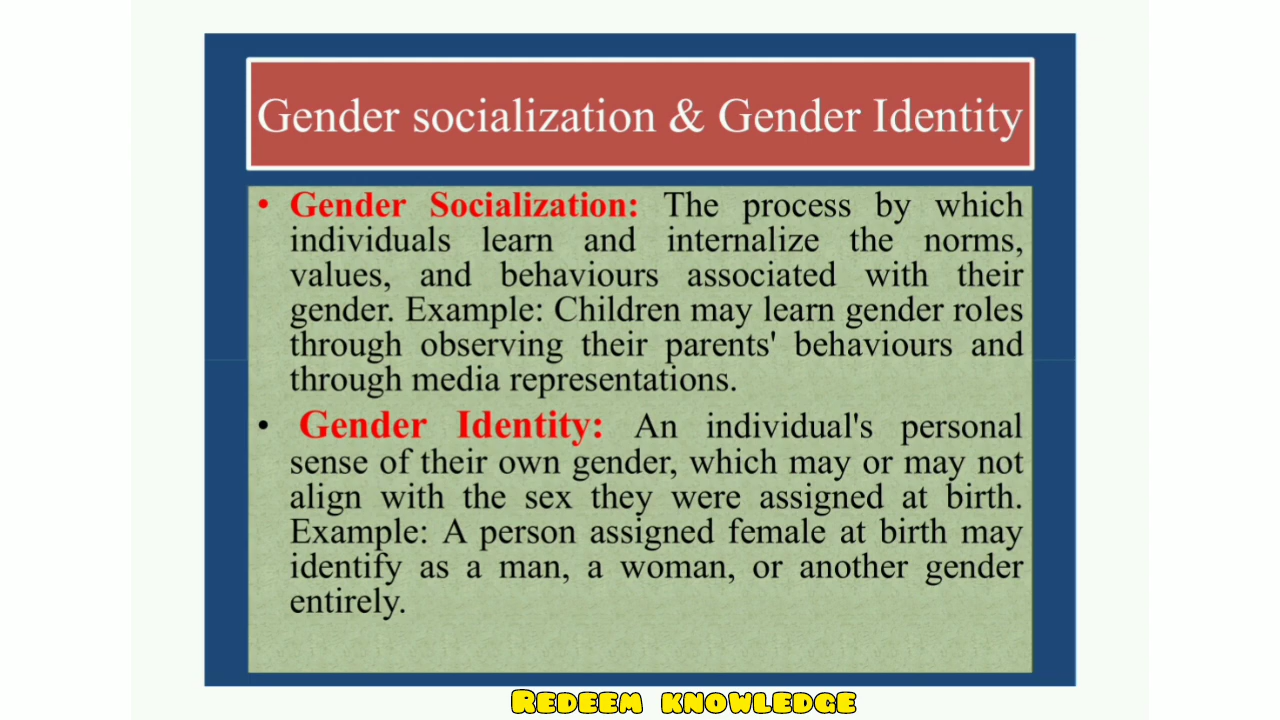 Gender socialization & Gender Identity
• Gender Socialization: The process by which
individuals learn and internalize the norms,
values, and behaviours associated with their
gender. Example: Children may learn gender roles
through observing their parents' behaviours and
through media representations.
• Gender Identity: An individual's personal
sense of their own gender, which may or may not
align with the sex they were assigned at birth.
Example: A person assigned female at birth may
identify as a man, a woman, or another gender
entirely.
Redeem knowledge